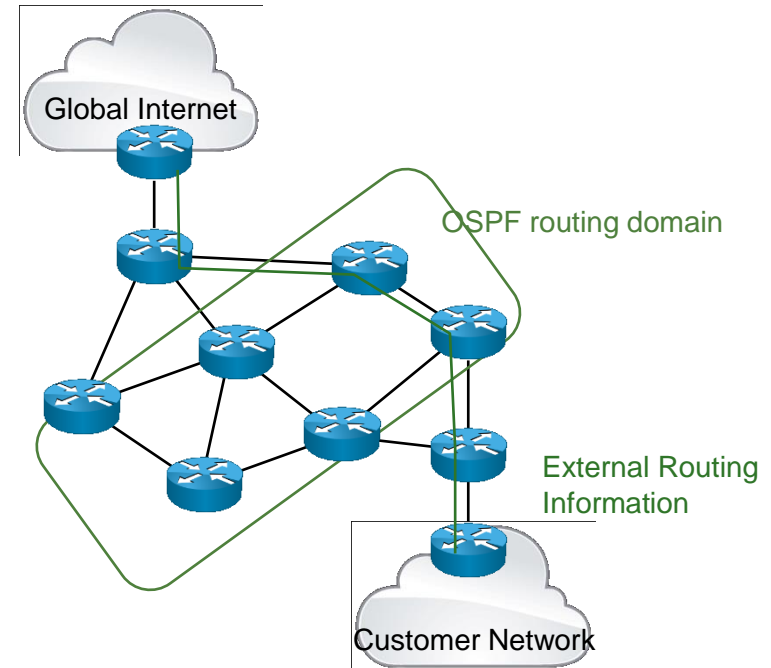 Global Internet
OSPF routing domain
External Routing
Information
Customer Network